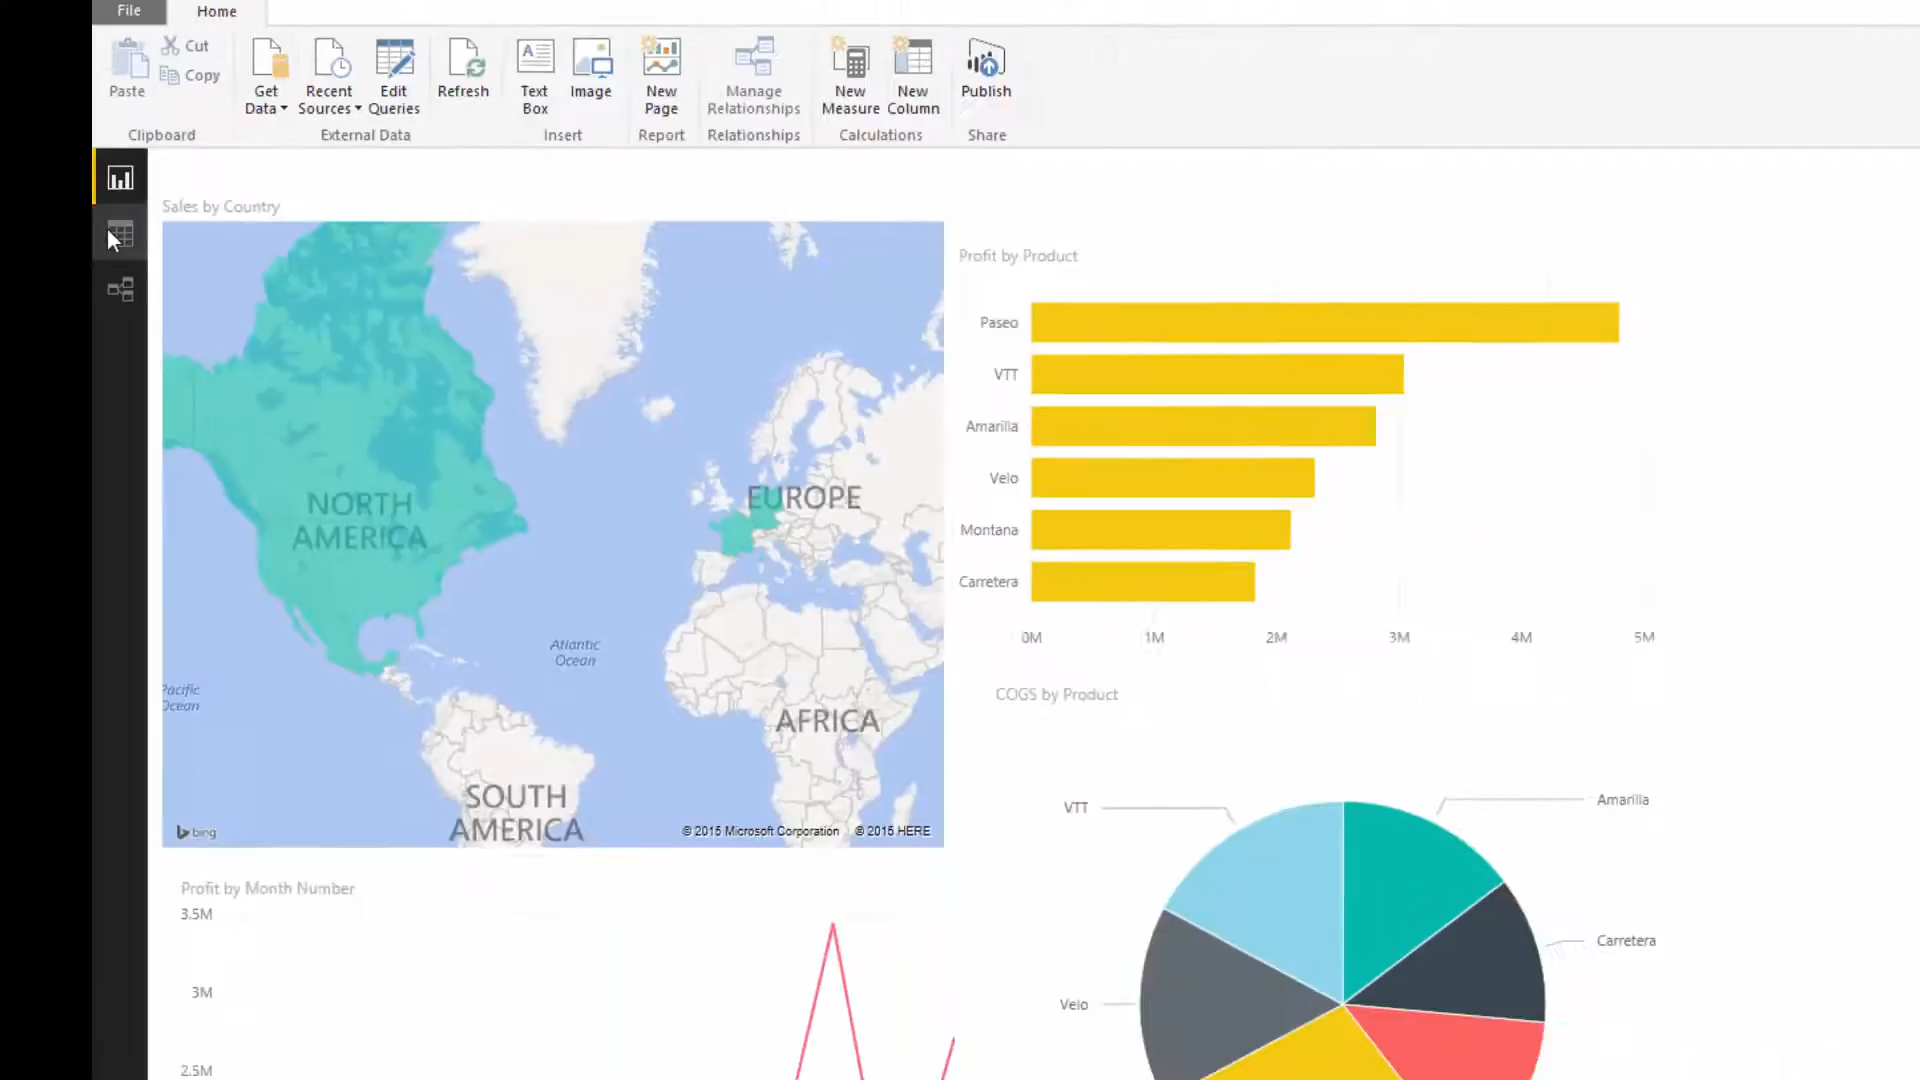 File
Home
Paste
Cut
Copy
Get
Data
Recent
Sources
Edit
Queries
Refresh
Text
Box
Image
New
Page
Manage
Relationships
New
Measure
New
Column
Publish
Clipboard
External Data
Insert
Report
Relationships
Calculations
Share
Sales by Country
NORTH
AMERICA
EUROPE
Atlantic
Ocean
Pacific
Ocean
AFRICA
SOUTH
AMERICA
bing
© 2015 Microsoft Corporation
© 2015 HERE
Profit by Product
Paseo
VTT
Amarilla
Velo
Montana
Carretera
0M
1M
2M
3M
4M
5M
COGS by Product
VTT
Amarilla
Carretera
Velo
Profit by Month Number
3.5M
3M
2.5M